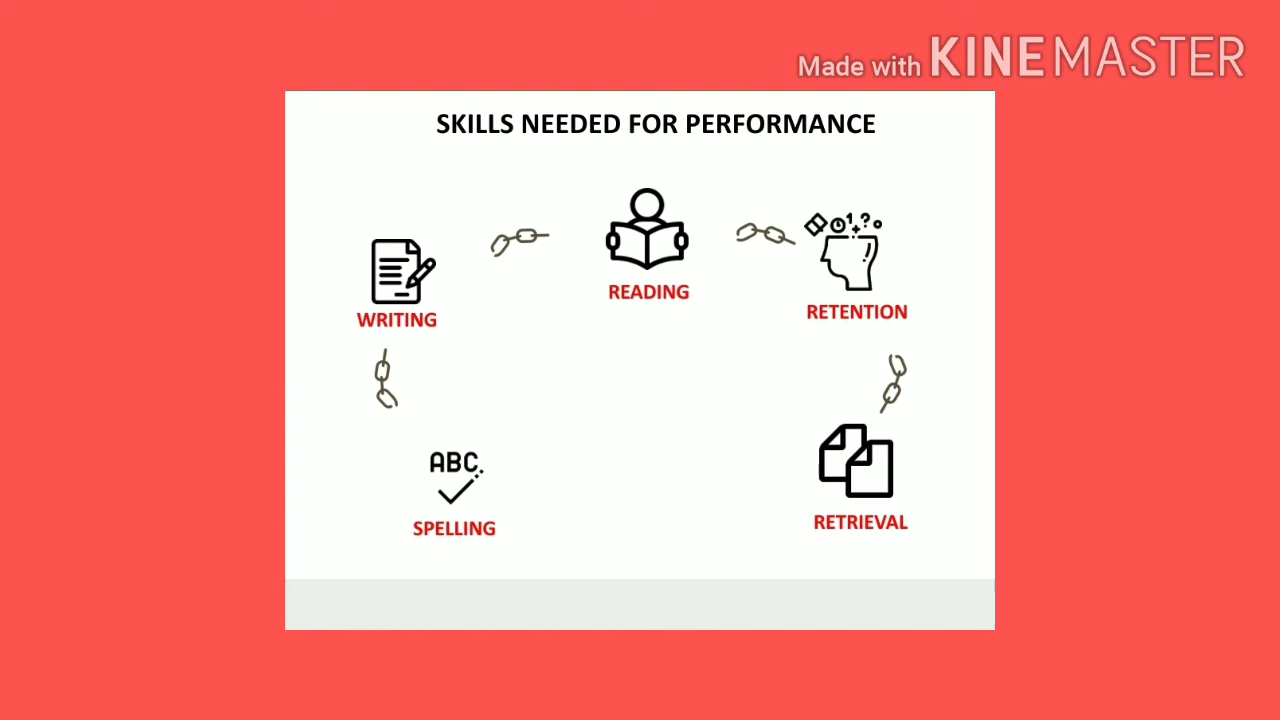 Made with KINEMASTER
SKILLS NEEDED FOR PERFORMANCE
READING
RETENTION
WRITING
ABC
SPELLING
RETRIEVAL